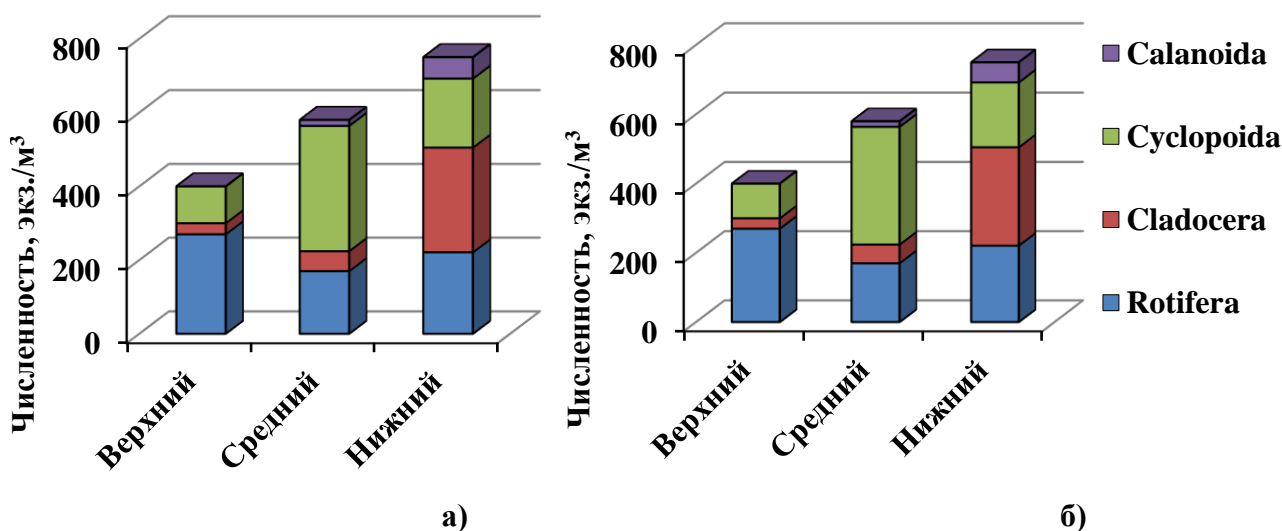 Численность, экз./м³
800
600
400
200
0
Верхний
Средний
Нижний
а)
Численность, экз./м³
800
600
400
200
0
Верхний
Средний
Нижний
б)
Calanoida
Cyclopoida
Cladocera
Rotifera